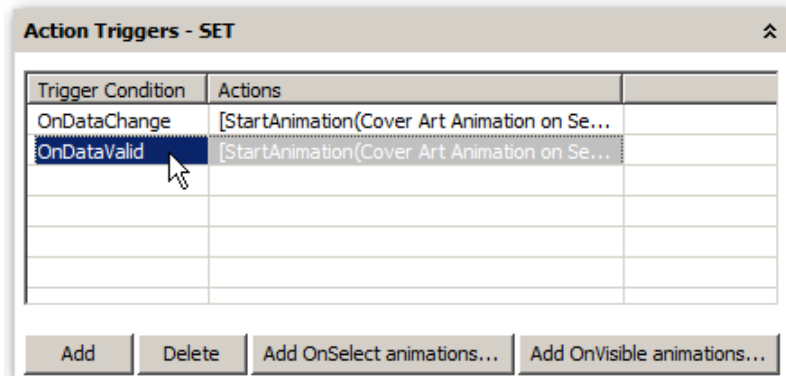 Action Triggers - SET
Trigger Condition Actions
OnDataChange [StartAnimation(Cover Art Animation on Se...
OnDataValid [StartAnimation(Cover Art Animation on Se...
Add Delete Add OnSelect animations... Add OnVisible animations...